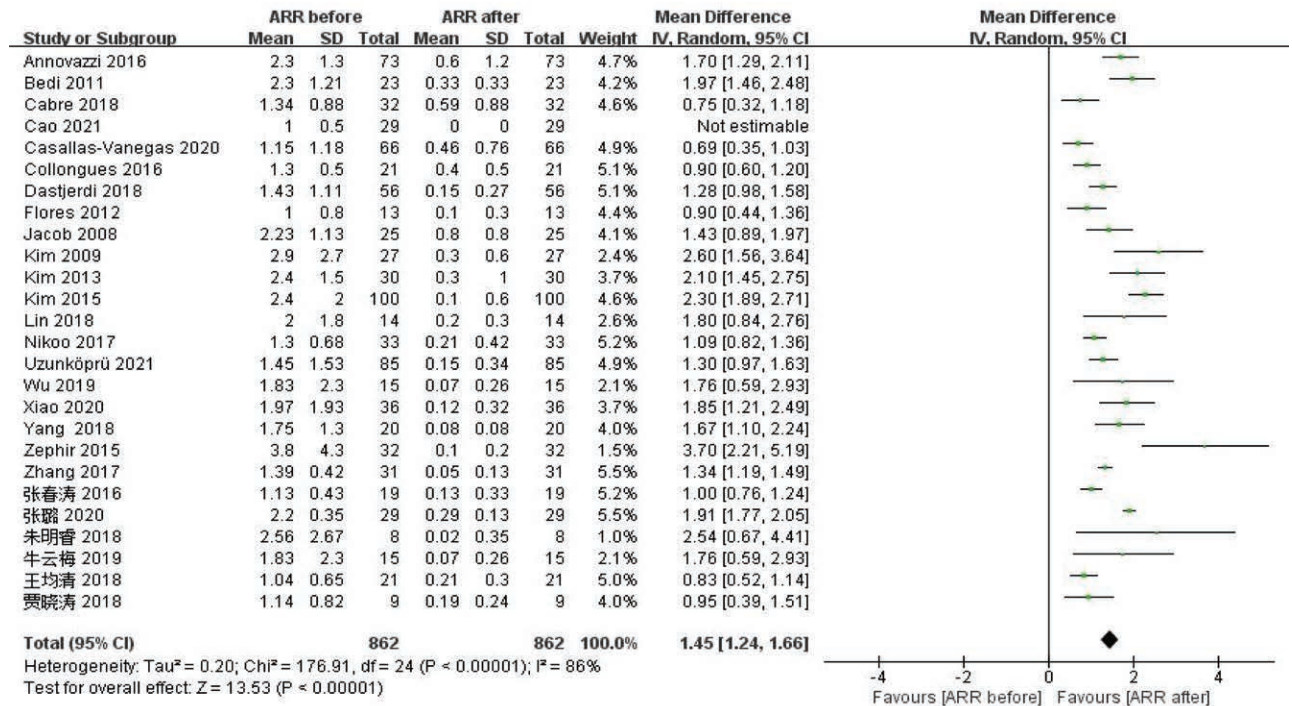 ARR before ARR after Mean Difference Mean Difference
Study or Subgroup Mean SD Total Mean SD Total Weight IV, Random, 95% CI IV, Random, 95% CI
Annovazzi 2016 2.3 1.3 73 0.6 1.2 73 4.7% 1.70 [1.29, 2.11]
Bedi 2011 2.3 1.21 23 0.33 0.33 23 4.2% 1.97 [1.46, 2.48]
Cabre 2018 1.34 0.88 32 0.59 0.88 32 4.6% 0.75 [0.32, 1.18]
Cao 2021 1 0.5 29 0 0 29 Not estimable
Casallas-Vanegas 2020 1.15 1.18 66 0.46 0.76 66 4.9% 0.69 [0.35, 1.03]
Collongues 2016 1.3 0.5 21 0.4 0.5 21 5.1% 0.90 [0.60, 1.20]
Dastjerdi 2018 1.43 1.11 56 0.15 0.27 56 5.1% 1.28 [0.98, 1.58]
Flores 2012 1 0.8 13 0.1 0.3 13 4.4% 0.90 [0.44, 1.36]
Jacob 2008 2.23 1.13 25 0.8 0.8 25 4.1% 1.43 [0.89, 1.97]
Kim 2009 2.9 2.7 27 0.3 0.6 27 2.4% 2.60 [1.56, 3.64]
Kim 2013 2.4 1.5 30 0.3 1 30 3.7% 2.10 [1.45, 2.75]
Kim 2015 2.4 2 100 0.1 0.6 100 4.6% 2.30 [1.89, 2.71]
Lin 2018 2 1.8 14 0.2 0.3 14 2.6% 1.80 [0.84, 2.76]
Nikoo 2017 1.3 0.68 33 0.21 0.42 33 5.2% 1.09 [0.82, 1.36]
Uzunköprü 2021 1.45 1.53 85 0.15 0.34 85 4.9% 1.30 [0.97, 1.63]
Wu 2019 1.83 2.3 15 0.07 0.26 15 2.1% 1.76 [0.59, 2.93]
Xiao 2020 1.97 1.93 36 0.12 0.32 36 3.7% 1.85 [1.21, 2.49]
Yang 2018 1.75 1.3 20 0.08 0.08 20 4.0% 1.67 [1.10, 2.24]
Zephir 2015 3.8 4.3 32 0.1 0.2 32 1.5% 3.70 [2.21, 5.19]
Zhang 2017 1.39 0.42 31 0.05 0.13 31 5.5% 1.34 [1.19, 1.49]
张春涛 2016 1.13 0.43 19 0.13 0.33 19 5.2% 1.00 [0.76, 1.24]
张璐 2020 2.2 0.35 29 0.29 0.13 29 5.5% 1.91 [1.77, 2.05]
朱明睿 2018 2.56 2.67 8 0.02 0.35 8 1.0% 2.54 [0.67, 4.41]
牛云梅 2019 1.83 2.3 15 0.07 0.26 15 2.1% 1.76 [0.59, 2.93]
王均清 2018 1.04 0.65 21 0.21 0.3 21 5.0% 0.83 [0.52, 1.14]
贾晓涛 2018 1.14 0.82 9 0.19 0.24 9 4.0% 0.95 [0.39, 1.51]
Total (95% CI) 862 862 100.0% 1.45 [1.24, 1.66]
Heterogeneity: Tau² = 0.20; Chi² = 176.91, df = 24 (P < 0.00001); I² = 86%
Test for overall effect: Z = 13.53 (P < 0.00001)
-4 -2 0 2 4
Favours [ARR before] Favours [ARR after]